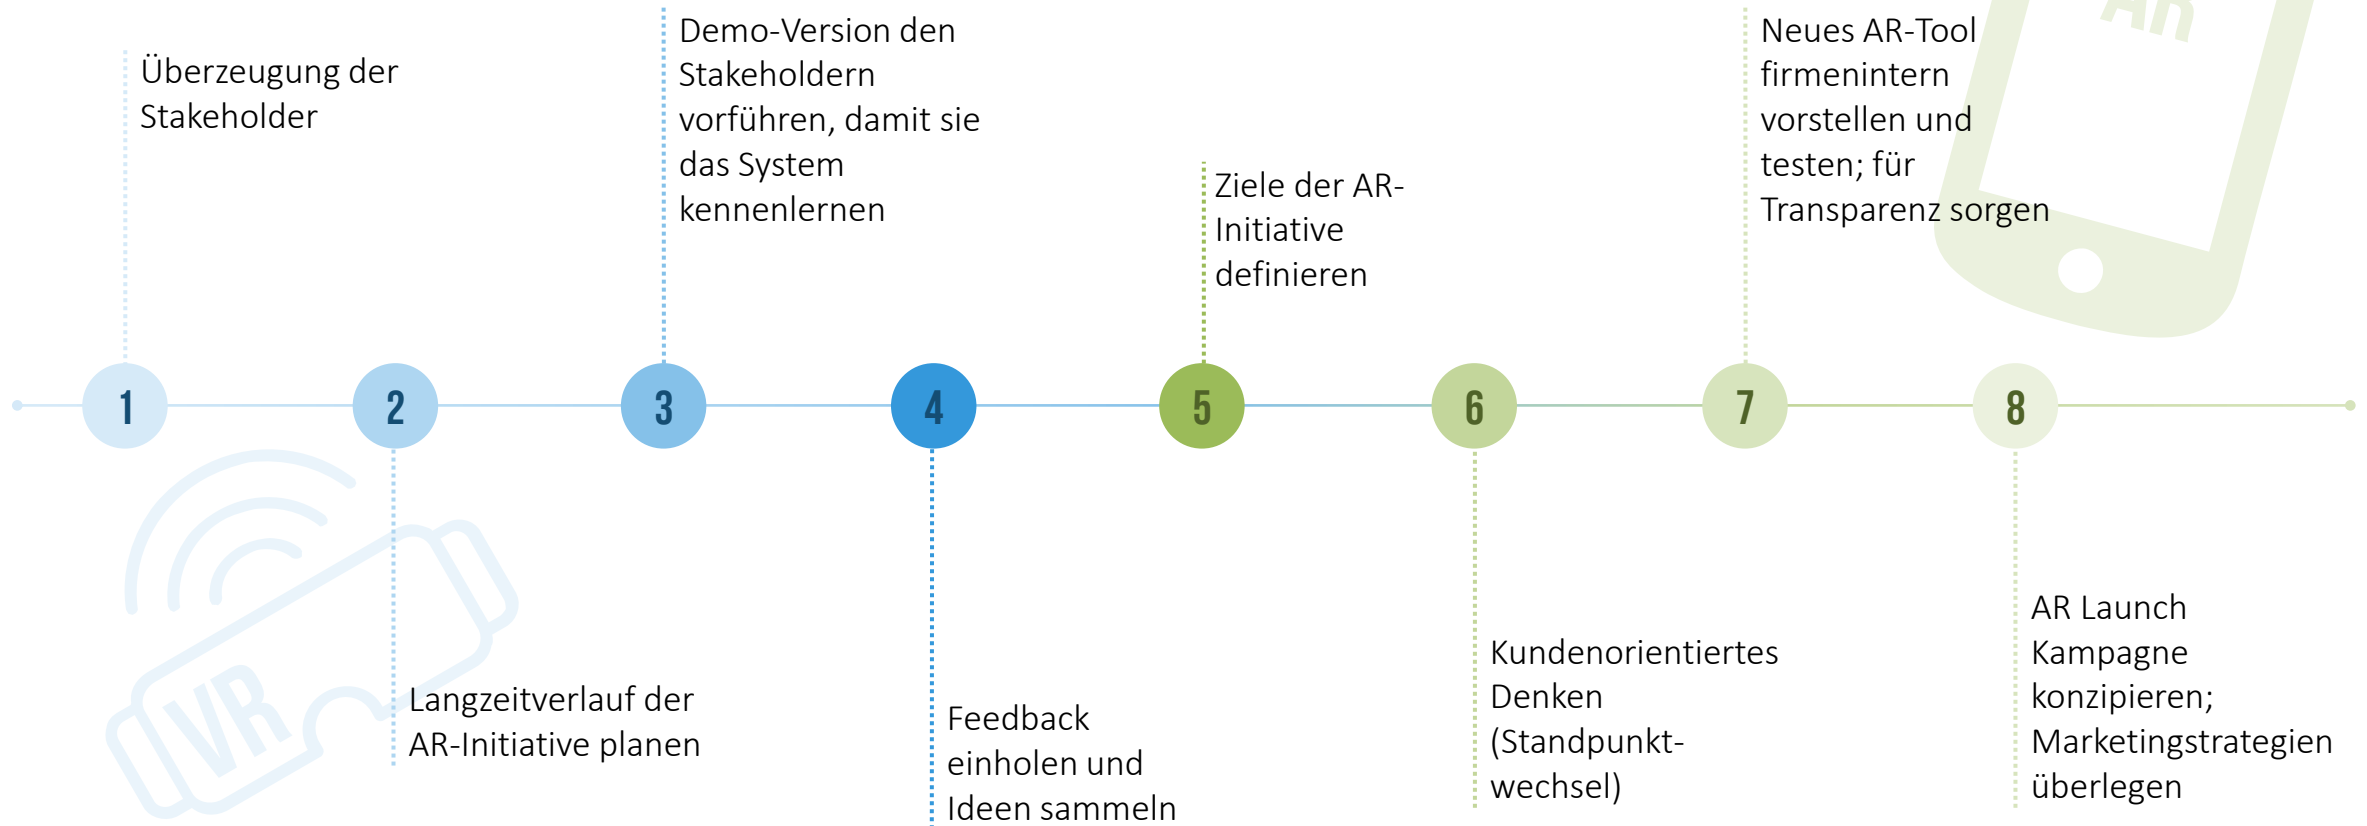 1
Überzeugung der
Stakeholder
2
Langzeitverlauf der
AR-Initiative planen
3
Demo-Version den
Stakeholdern
vorführen, damit sie
das System
kennenlernen
4
Feedback
einholen und
Ideen sammeln
5
Ziele der AR-
Initiative
definieren
6
Kundenorientiertes
Denken
(Standpunkt-
wechsel)
7
Neues AR-Tool
firmenintern
vorstellen und
testen; für
Transparenz sorgen
8
AR Launch
Kampagne
konzipieren;
Marketingstrategien
überlegen
VR
AR